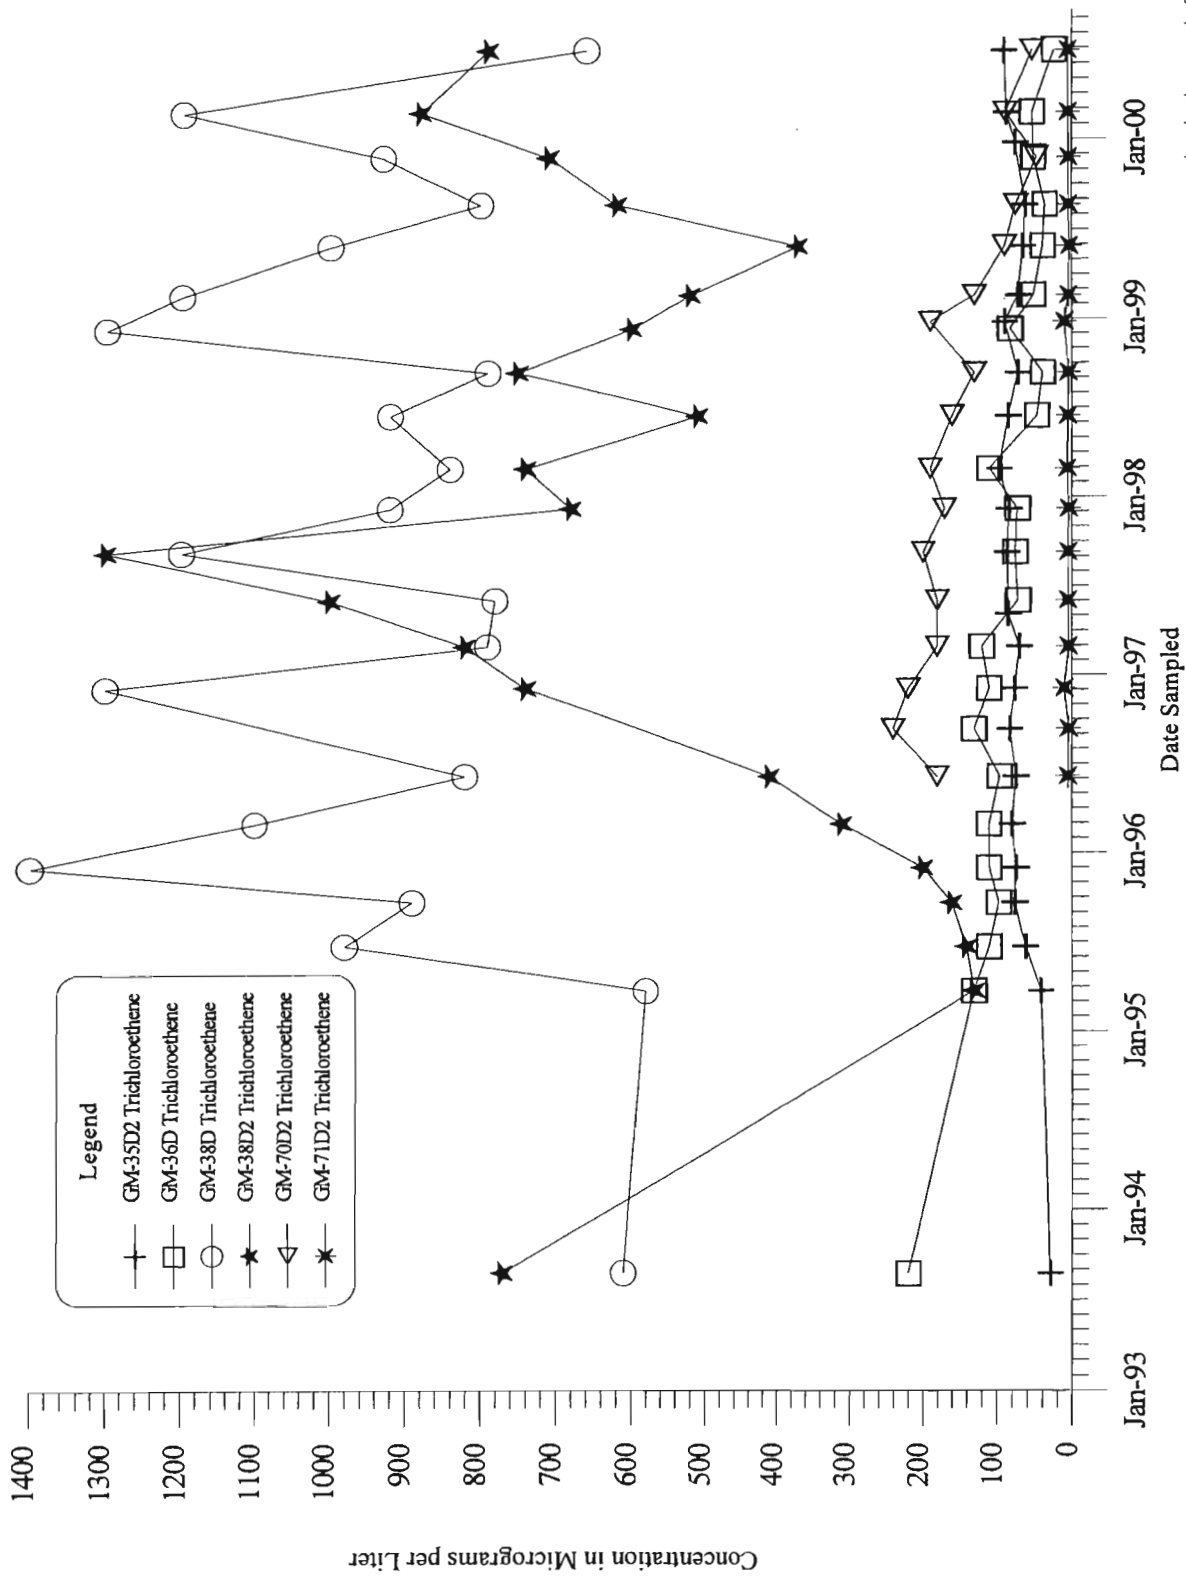 Legend
GM-35D2 Trichloroethene
GM-36D Trichloroethene
GM-38D Trichloroethene
GM-38D2 Trichloroethene
GM-70D2 Trichloroethene
GM-71D2 Trichloroethene
Concentration in Micrograms per Liter
1400
1300
1200
1100
1000
900
800
700
600
500
400
300
200
100
0
Jan-93
Jan-94
Jan-95
Jan-96
Jan-97
Jan-98
Jan-99
Jan-00
Date Sampled